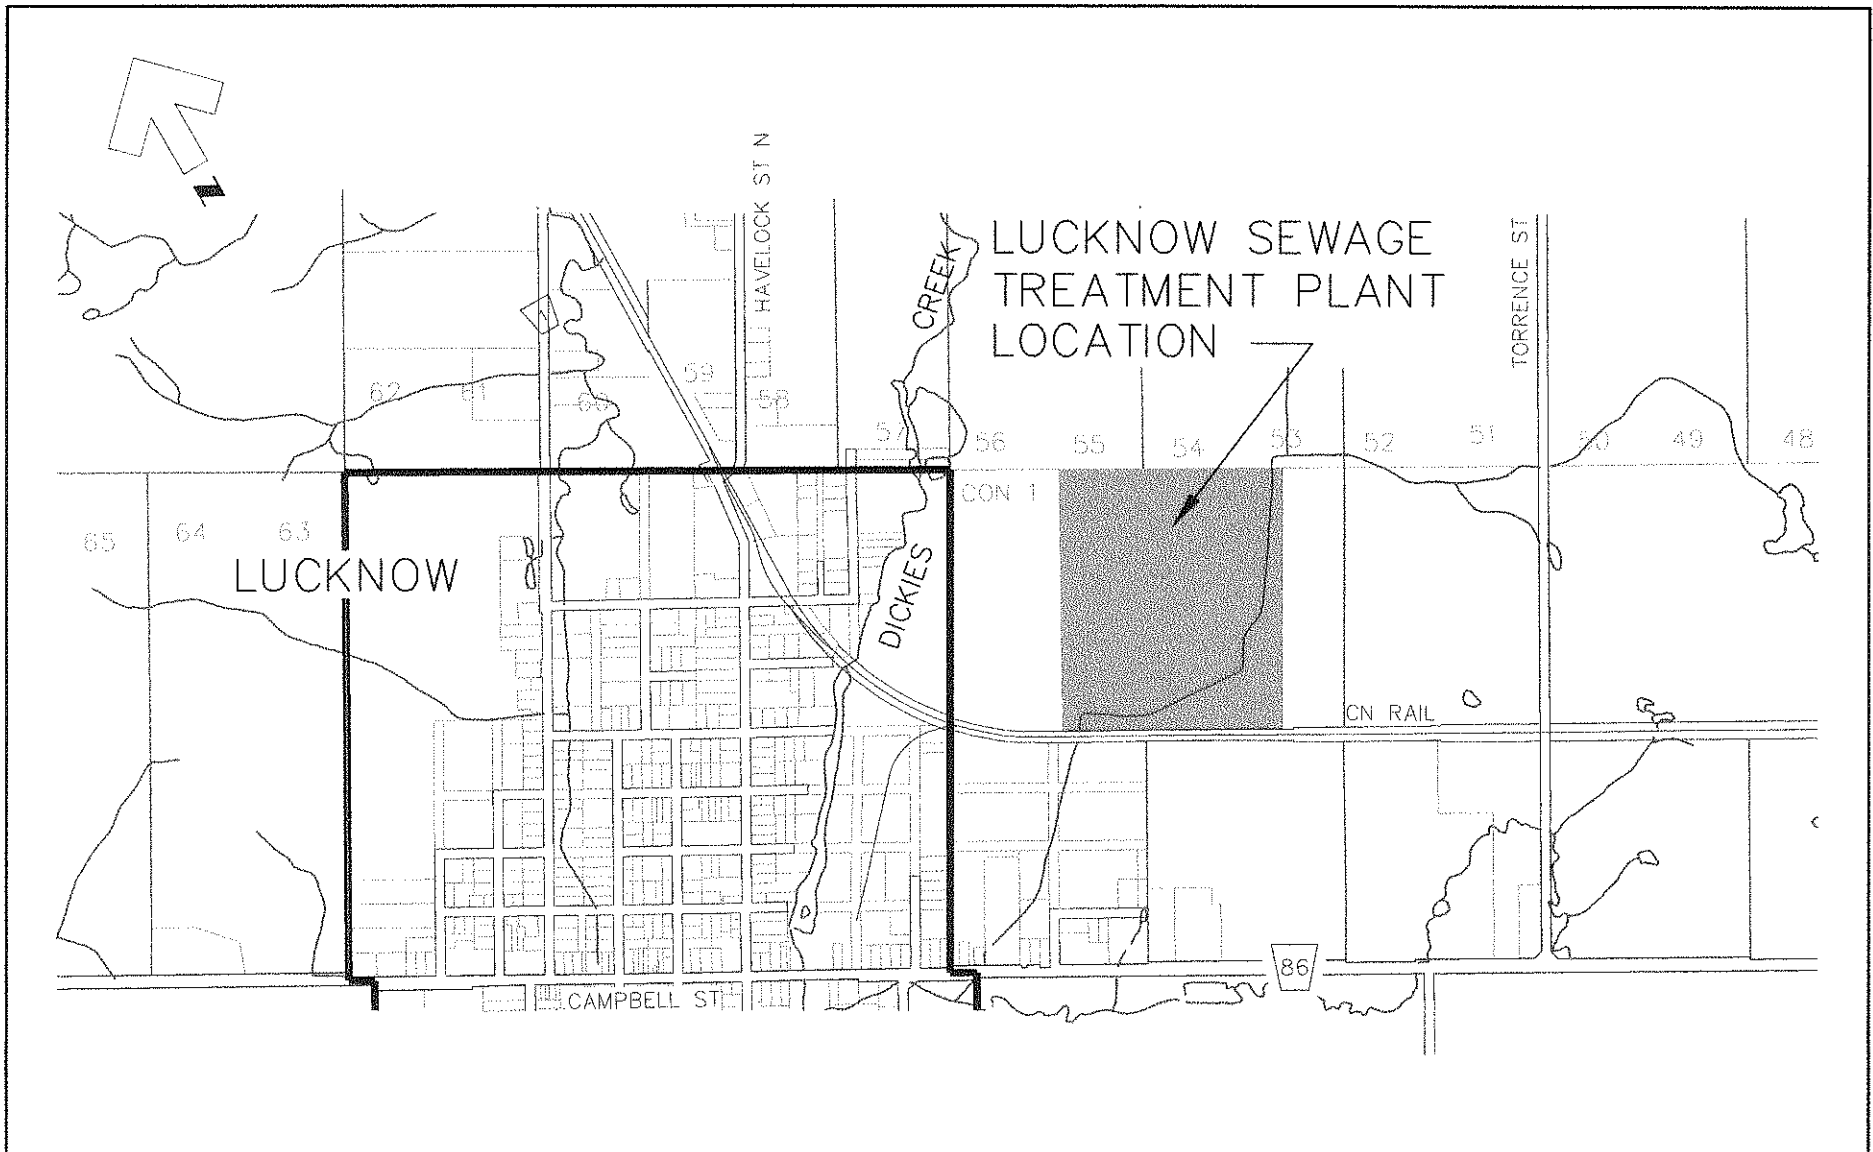 N
HAVELOCK ST N
LUCKNOW SEWAGE
TREATMENT PLANT
LOCATION
TORRENCE ST
CREEK
1
62
61
60
59
58
57
56
55
54
53
52
51
50
49
48
CON 1
65
64
63
LUCKNOW
DICKIES
CN RAIL
86
CAMPBELL ST